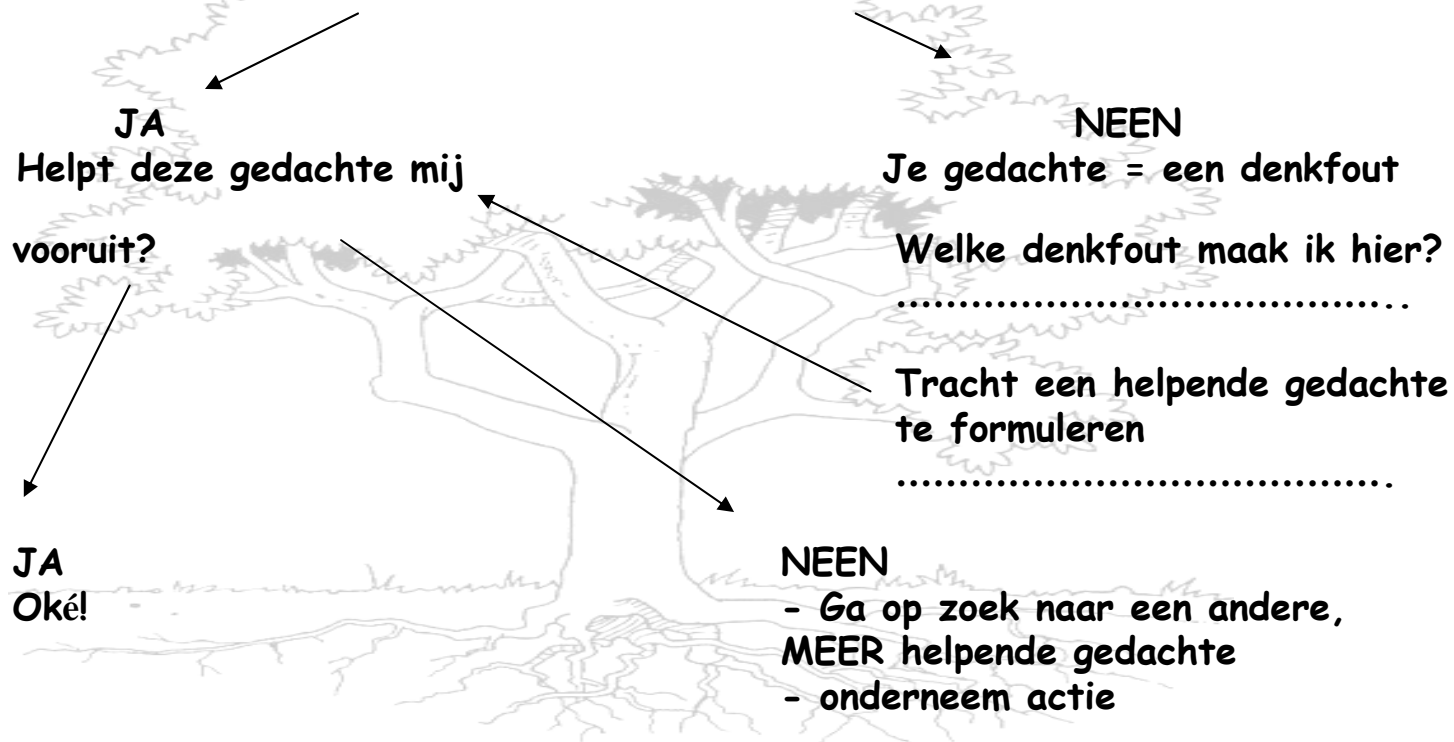 JA
Helpt deze gedachte mij
vooruit?
NEEN
Je gedachte = een denkfout
Welke denkfout maak ik hier?
…………………………………..
Tracht een helpende gedachte
te formuleren
………………………………….
JA
Oké!
NEEN
- Ga op zoek naar een andere,
MEER helpende gedachte
- onderneem actie